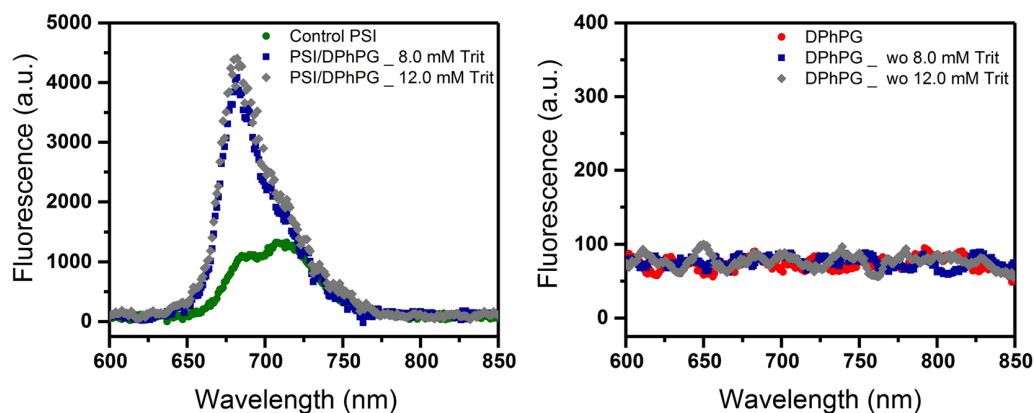 Control PSI
PSI/DPhPG _ 8.0 mM Trit
PSI/DPhPG _ 12.0 mM Trit
5000
4000
3000
2000
1000
0
Fluorescence (a.u.)
600 650 700 750 800 850
Wavelength (nm)
DPhPG
DPhPG _ wo 8.0 mM Trit
DPhPG _ wo 12.0 mM Trit
400
300
200
100
0
Fluorescence (a.u.)
600 650 700 750 800 850
Wavelength (nm)